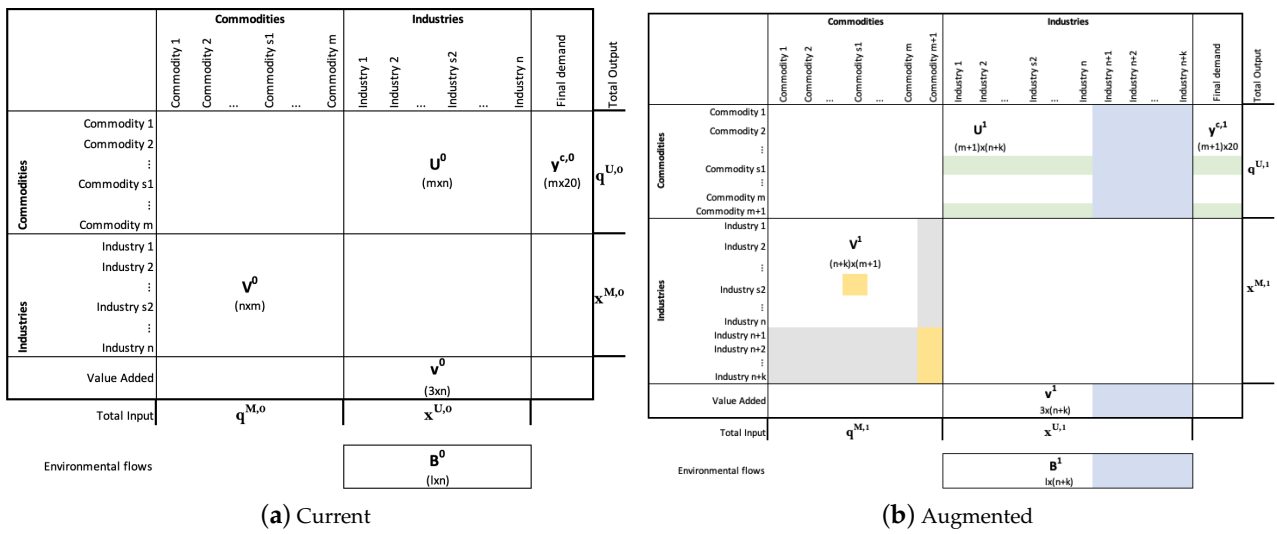 Commodities
Industries
Commodity 1
Commodity 2
...
Commodity s1
...
Commodity m
Industry 1
Industry 2
...
Industry s2
...
Industry n
Final demand
Total Output
Commodities
Commodity 1
Commodity 2
⋮
Commodity s1
⋮
Commodity m
U⁰
(mxn)
y^c,0
(mx20)
q^U,0
Industries
Industry 1
Industry 2
⋮
Industry s2
⋮
Industry n
V⁰
(nxm)
x^M,0
Value Added
v⁰
(3xn)
Total Input
q^M,0
x^U,0
Environmental flows
B⁰
(lxn)
(a) Current
Commodities
Industries
Commodity 1
Commodity 2
...
Commodity s1
...
Commodity m
Commodity m+1
Industry 1
Industry 2
...
Industry s2
...
Industry n
Industry n+1
Industry n+2
...
Industry n+k
Final demand
Total Output
Commodities
Commodity 1
Commodity 2
⋮
Commodity s1
⋮
Commodity m
Commodity m+1
U¹
(m+1)x(n+k)
y^c,1
(m+1)x20
q^U,1
Industries
Industry 1
Industry 2
⋮
Industry s2
⋮
Industry n
Industry n+1
Industry n+2
⋮
Industry n+k
V¹
(n+k)x(m+1)
x^M,1
Value Added
v¹
3x(n+k)
Total Input
q^M,1
x^U,1
Environmental flows
B¹
lx(n+k)
(b) Augmented